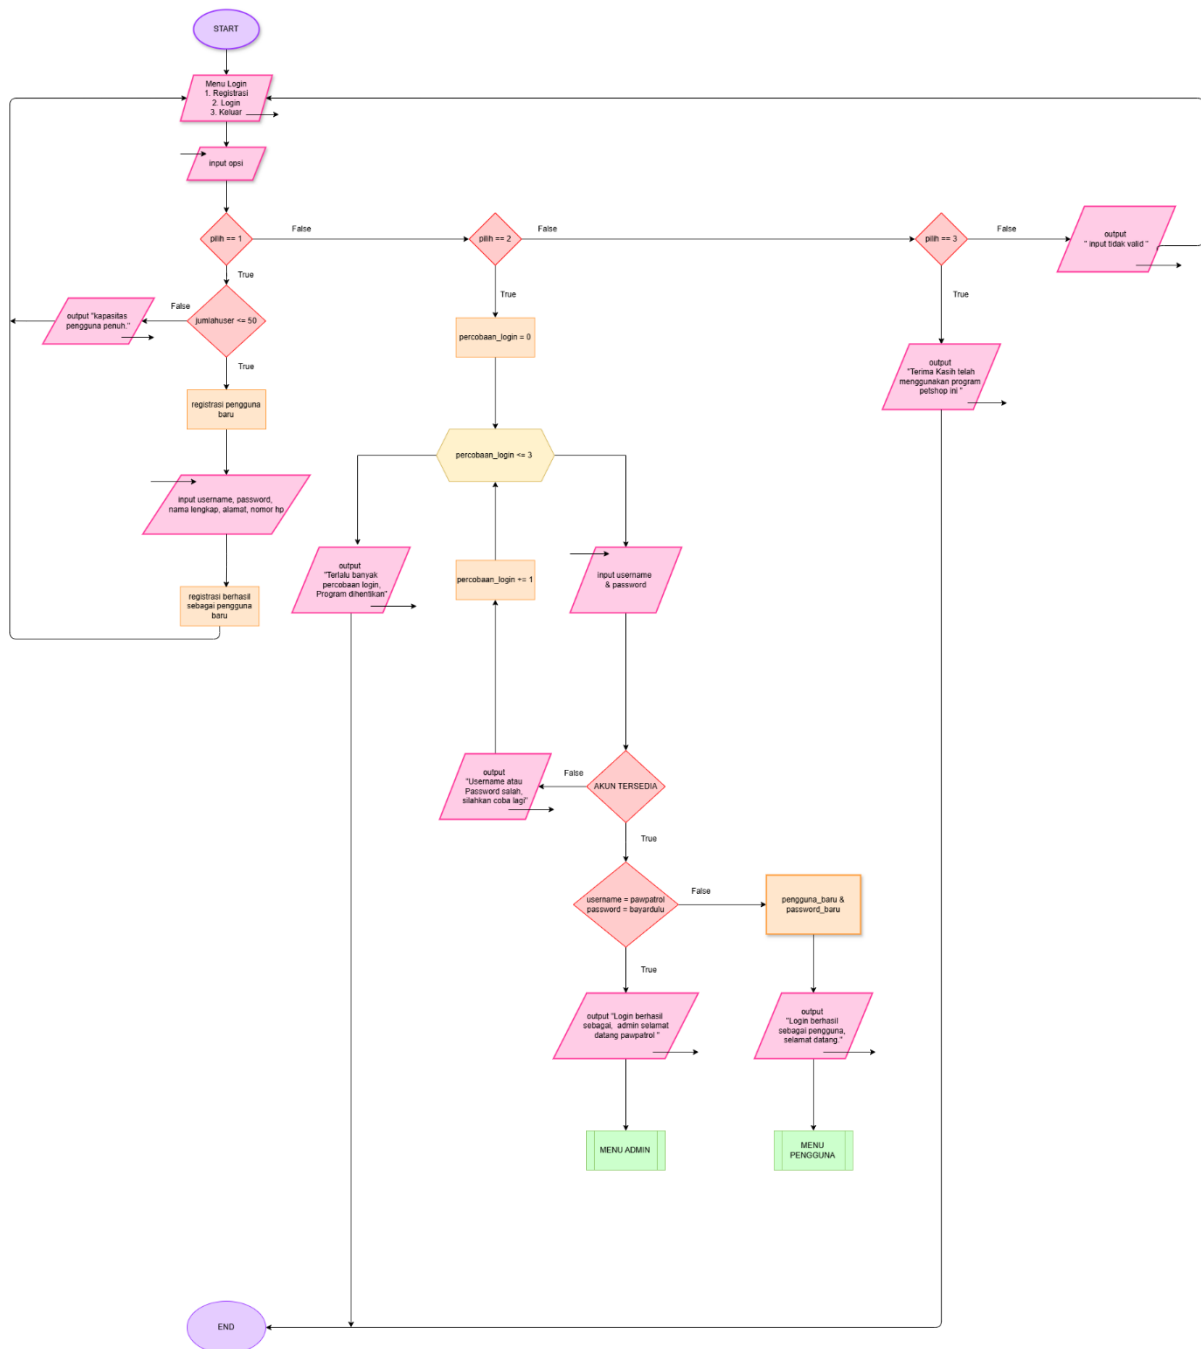 START
Menu Login
1. Registrasi
2. Login
3. Keluar
input opsi
pilih == 1
False
pilih == 2
False
pilih == 3
False
output
" input tidak valid "
True
True
True
output "kapasitas
pengguna penuh."
False
jumlahuser <= 50
True
percobaan_login = 0
output
"Terima Kasih telah
menggunakan program
petshop ini "
registrasi pengguna
baru
percobaan_login <= 3
input username, password,
nama lengkap, alamat, nomor hp
registrasi berhasil
sebagai pengguna
baru
output
"Terlalu banyak
percobaan login,
Program dihentikan"
percobaan_login += 1
input username
& password
output
"Username atau
Password salah,
silahkan coba lagi"
False
AKUN TERSEDIA
True
username = pawpatrol
password = bayardulu
False
pengguna_baru &
password_baru
True
output "Login berhasil
sebagai,  admin selamat
datang pawpatrol "
output
"Login berhasil
sebagai pengguna,
selamat datang."
MENU ADMIN
MENU
PENGGUNA
END